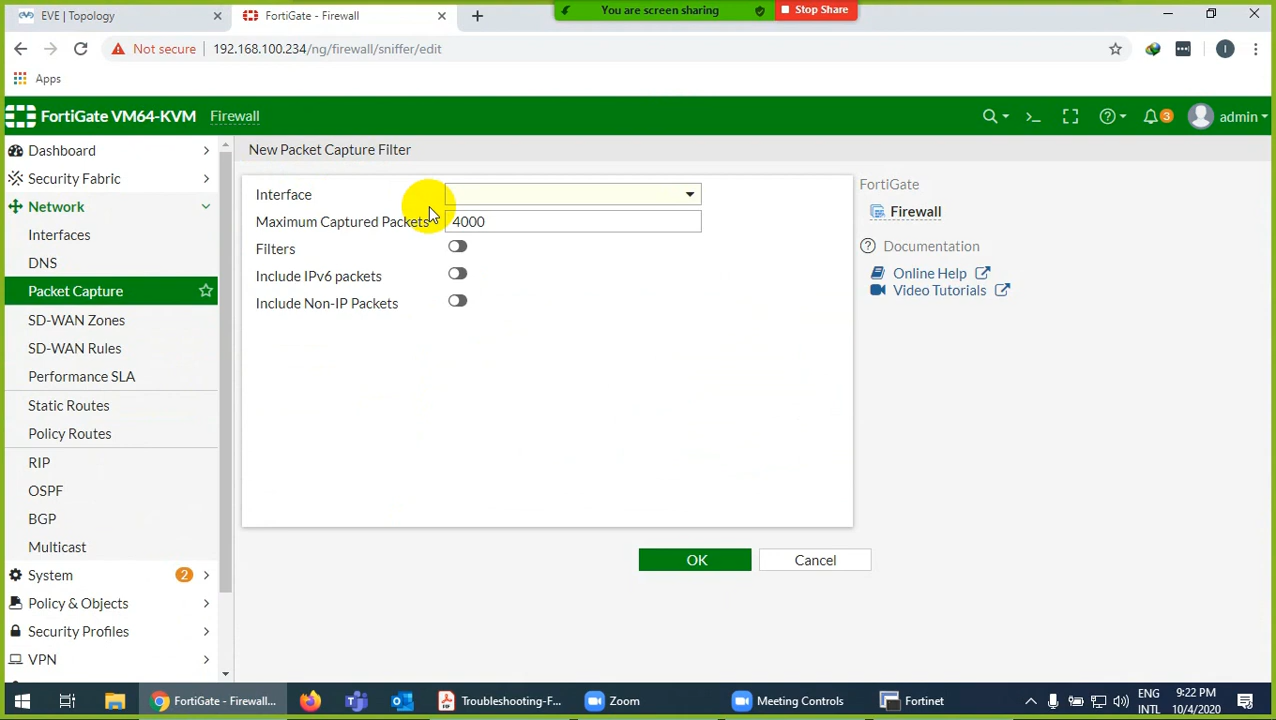 EVE | Topology
FortiGate - Firewall
You are screen sharing
Stop Share
Not secure
192.168.100.234/ng/firewall/sniffer/edit
I
Apps
FortiGate VM64-KVM
Firewall
3
admin
Dashboard
Security Fabric
Network
Interfaces
DNS
Packet Capture
SD-WAN Zones
SD-WAN Rules
Performance SLA
Static Routes
Policy Routes
RIP
OSPF
BGP
Multicast
System
2
Policy & Objects
Security Profiles
VPN
New Packet Capture Filter
Interface
Maximum Captured Packets
4000
Filters
Include IPv6 packets
Include Non-IP Packets
OK
Cancel
FortiGate
Firewall
Documentation
Online Help
Video Tutorials
FortiGate - Firewall...
Troubleshooting-F...
Zoom
Meeting Controls
Fortinet
ENG
INTL
9:22 PM
10/4/2020